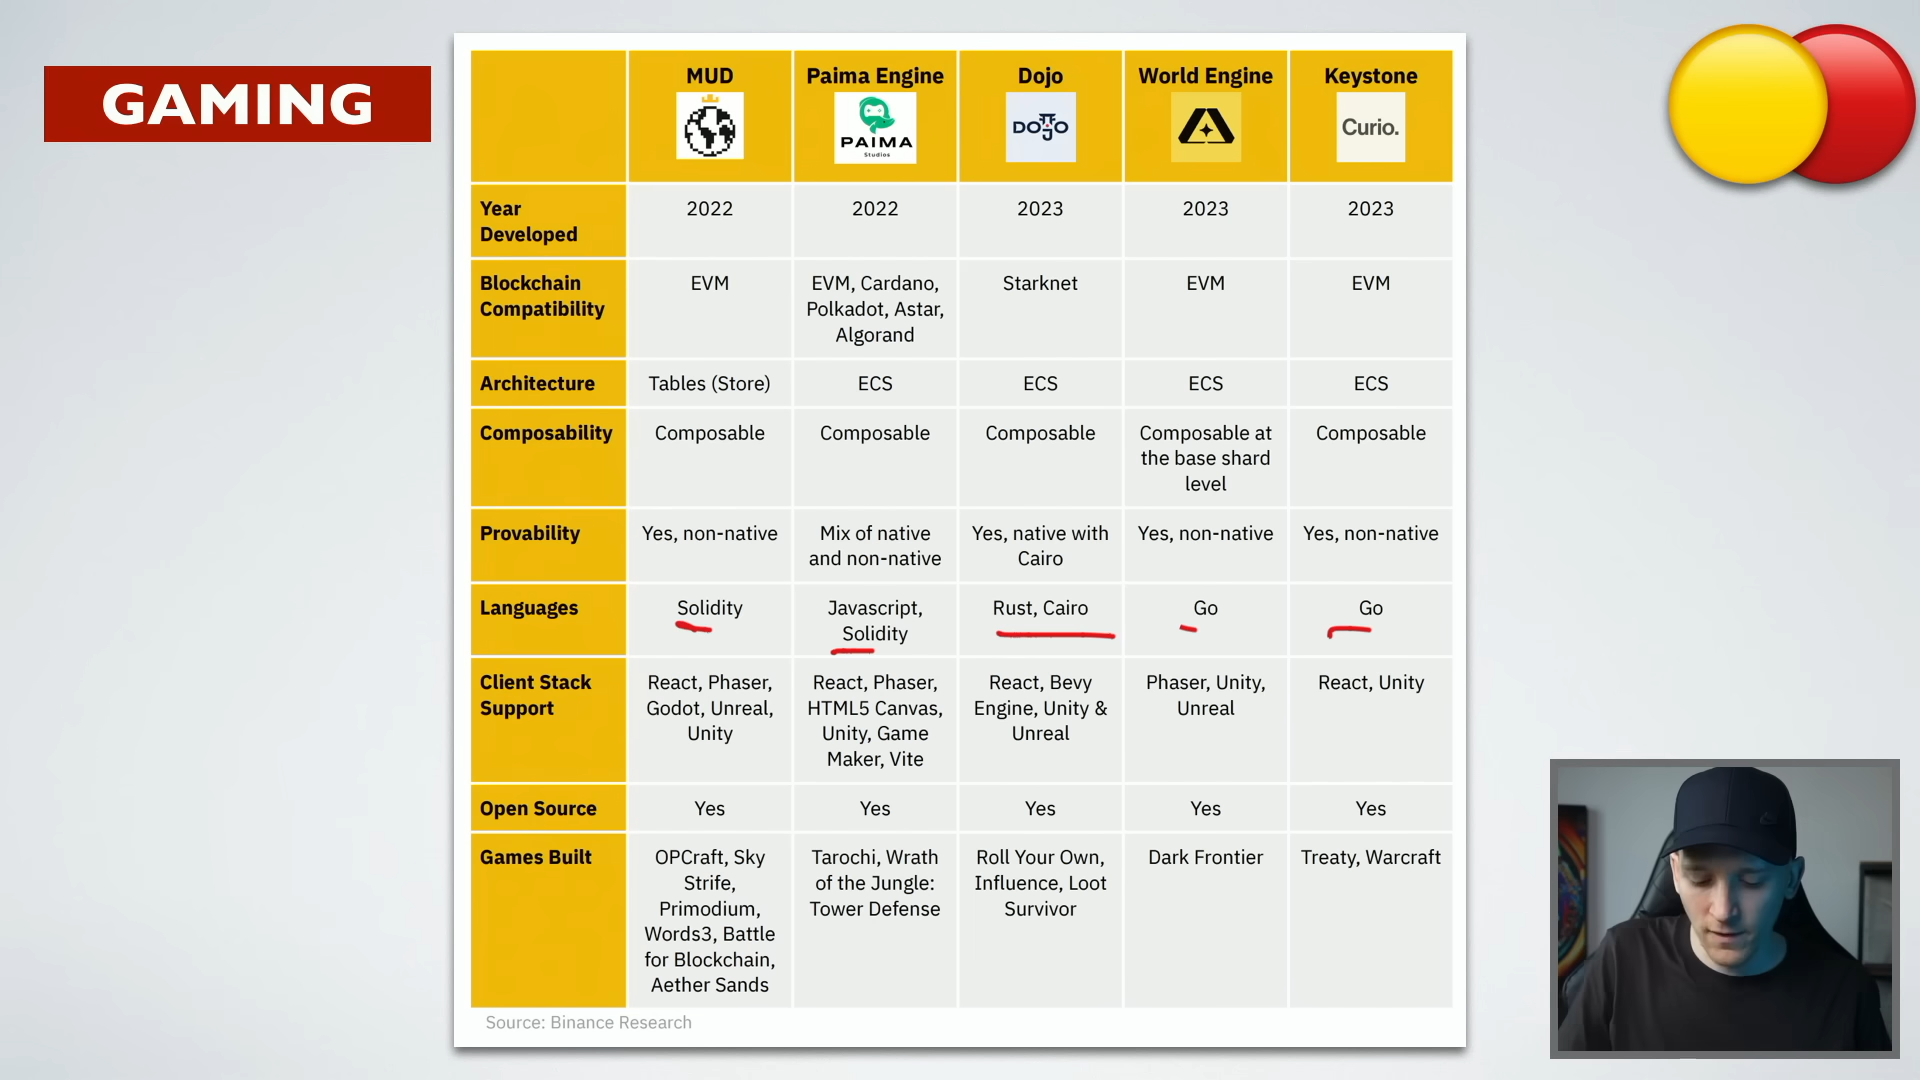 GAMING
MUD
Paima Engine
PAIMA
Studios
Dojo
DOJO
World Engine
Keystone
Curio.
Year
Developed
2022
2022
2023
2023
2023
Blockchain
Compatibility
EVM
EVM, Cardano,
Polkadot, Astar,
Algorand
Starknet
EVM
EVM
Architecture
Tables (Store)
ECS
ECS
ECS
ECS
Composability
Composable
Composable
Composable
Composable at
the base shard
level
Composable
Provability
Yes, non-native
Mix of native
and non-native
Yes, native with
Cairo
Yes, non-native
Yes, non-native
Languages
Solidity
Javascript,
Solidity
Rust, Cairo
Go
Go
Client Stack
Support
React, Phaser,
Godot, Unreal,
Unity
React, Phaser,
HTML5 Canvas,
Unity, Game
Maker, Vite
React, Bevy
Engine, Unity &
Unreal
Phaser, Unity,
Unreal
React, Unity
Open Source
Yes
Yes
Yes
Yes
Yes
Games Built
OPCraft, Sky
Strife,
Primodium,
Words3, Battle
for Blockchain,
Aether Sands
Tarochi, Wrath
of the Jungle:
Tower Defense
Roll Your Own,
Influence, Loot
Survivor
Dark Frontier
Treaty, Warcraft
Source: Binance Research